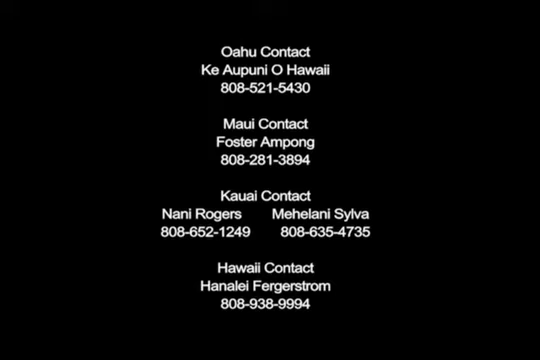 Oahu Contact
Ke Aupuni O Hawaii
808-521-5430
Maui Contact
Foster Ampong
808-281-3894
Kauai Contact
Nani Rogers Mehelani Sylva
808-652-1249 808-635-4735
Hawaii Contact
Hanalei Fergerstrom
808-938-9994